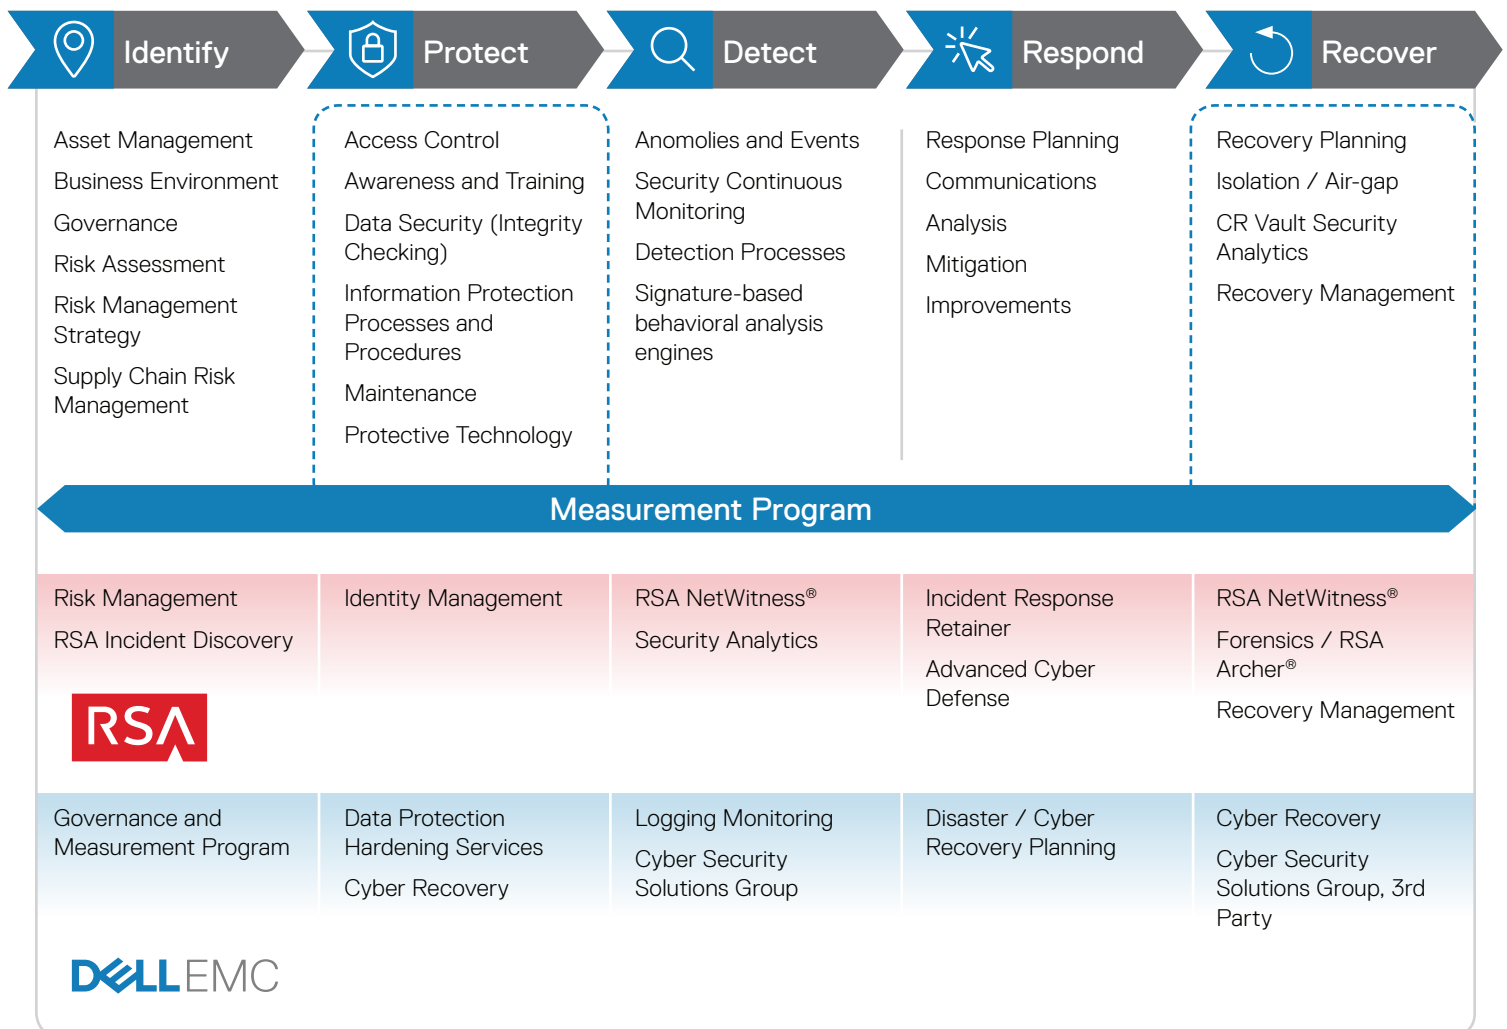 Identify
Protect
Detect
Respond
Recover
Asset Management
Business Environment
Governance
Risk Assessment
Risk Management
Strategy
Supply Chain Risk
Management
Access Control
Awareness and Training
Data Security (Integrity
Checking)
Information Protection
Processes and
Procedures
Maintenance
Protective Technology
Anomolies and Events
Security Continuous
Monitoring
Detection Processes
Signature-based
behavioral analysis
engines
Response Planning
Communications
Analysis
Mitigation
Improvements
Recovery Planning
Isolation / Air-gap
CR Vault Security
Analytics
Recovery Management
Measurement Program
Risk Management
RSA Incident Discovery
RSA
Identity Management
RSA NetWitness®
Security Analytics
Incident Response
Retainer
Advanced Cyber
Defense
RSA NetWitness®
Forensics / RSA
Archer®
Recovery Management
Governance and
Measurement Program
DELL EMC
Data Protection
Hardening Services
Cyber Recovery
Logging Monitoring
Cyber Security
Solutions Group
Disaster / Cyber
Recovery Planning
Cyber Recovery
Cyber Security
Solutions Group, 3rd
Party